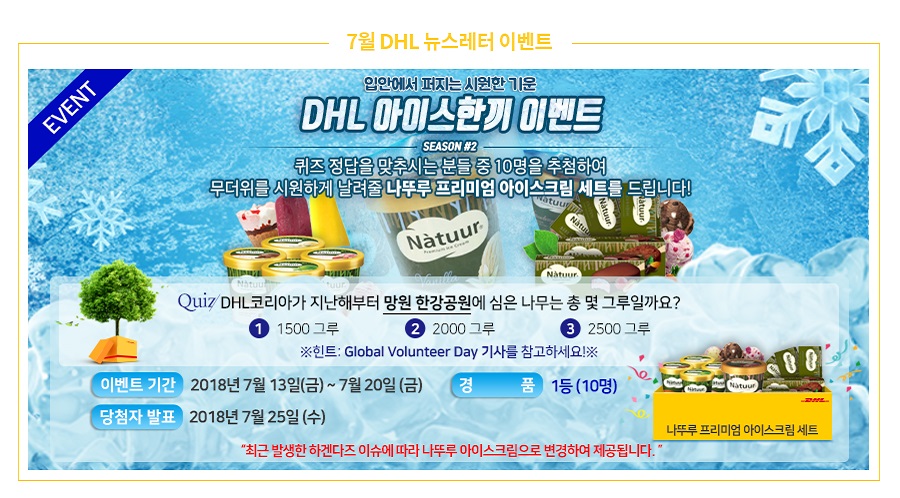 7월 DHL 뉴스레터 이벤트
EVENT
입안에서 퍼지는 시원한 기운
DHL 아이스한끼 이벤트
SEASON #2
퀴즈 정답을 맞추시는 분들 중 10명을 추첨하여
무더위를 시원하게 날려줄 나뚜루 프리미엄 아이스크림 세트를 드립니다!
Nàtuur
Premium Ice Cream
Vanilla
Nàtuur
Quiz DHL코리아가 지난해부터 망원 한강공원에 심은 나무는 총 몇 그루일까요?
1 1500 그루 2 2000 그루 3 2500 그루
※힌트: Global Volunteer Day 기사를 참고하세요!※
이벤트 기간 2018년 7월 13일(금) ~ 7월 20일 (금) 경 품 1등 (10명)
당첨자 발표 2018년 7월 25일 (수)
Nàtuur
DHL
나뚜루 프리미엄 아이스크림 세트
"최근 발생한 하겐다즈 이슈에 따라 나뚜루 아이스크림으로 변경하여 제공됩니다. "